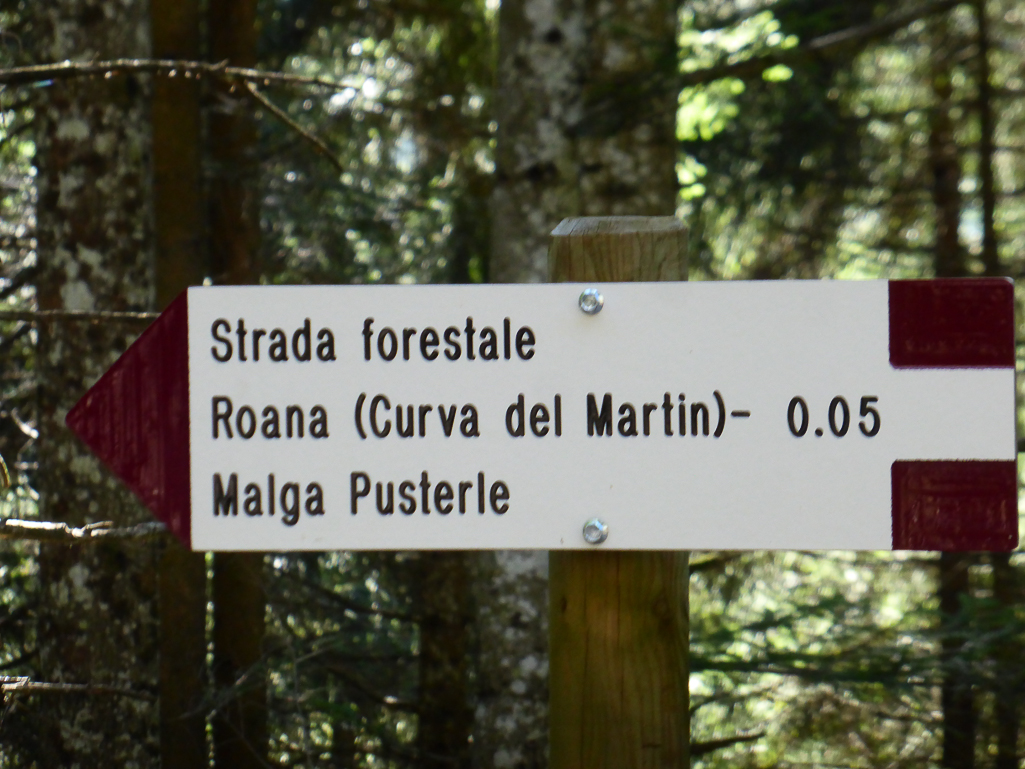 Strada forestale
Roana (Curva del Martin)- 0.05
Malga Pusterle